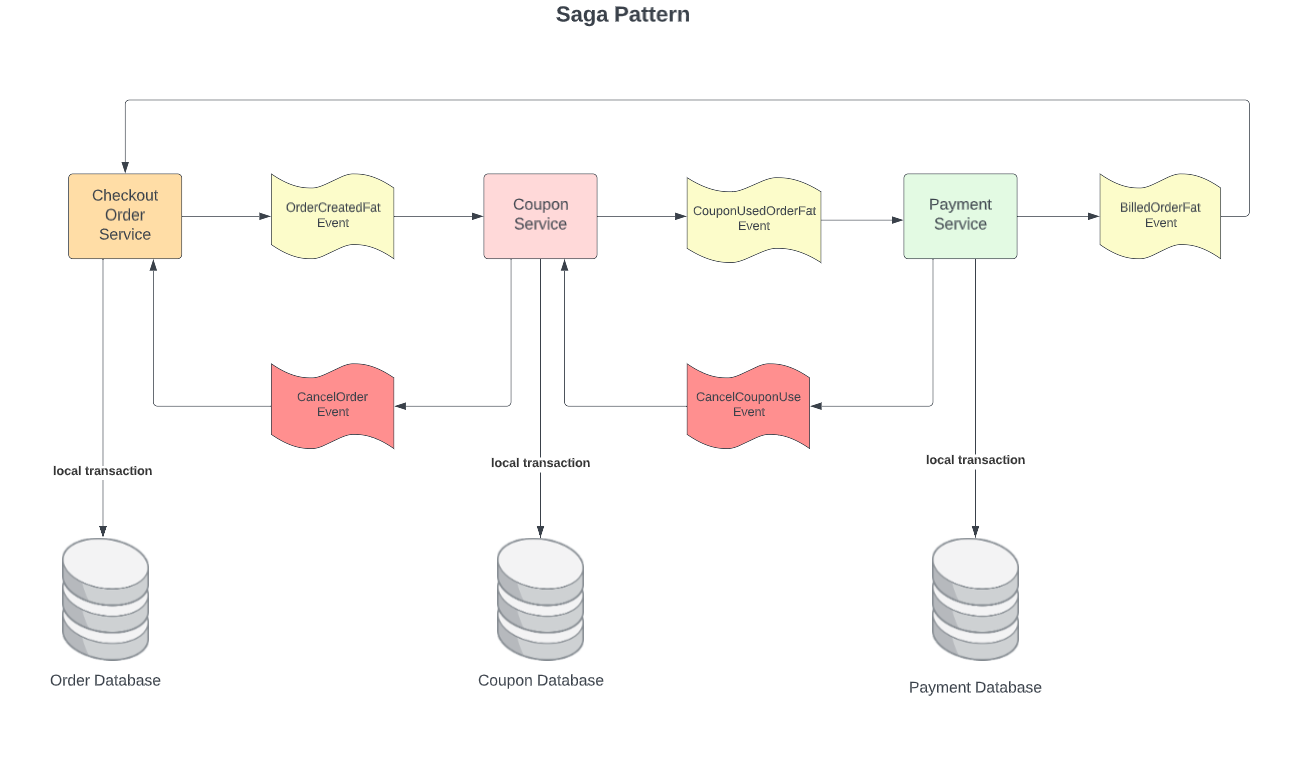 Saga Pattern
Checkout
Order
Service
OrderCreatedFat
Event
Coupon
Service
CouponUsedOrderFat
Event
Payment
Service
BilledOrderFat
Event
CancelOrder
Event
CancelCouponUse
Event
local transaction
local transaction
local transaction
Order Database
Coupon Database
Payment Database